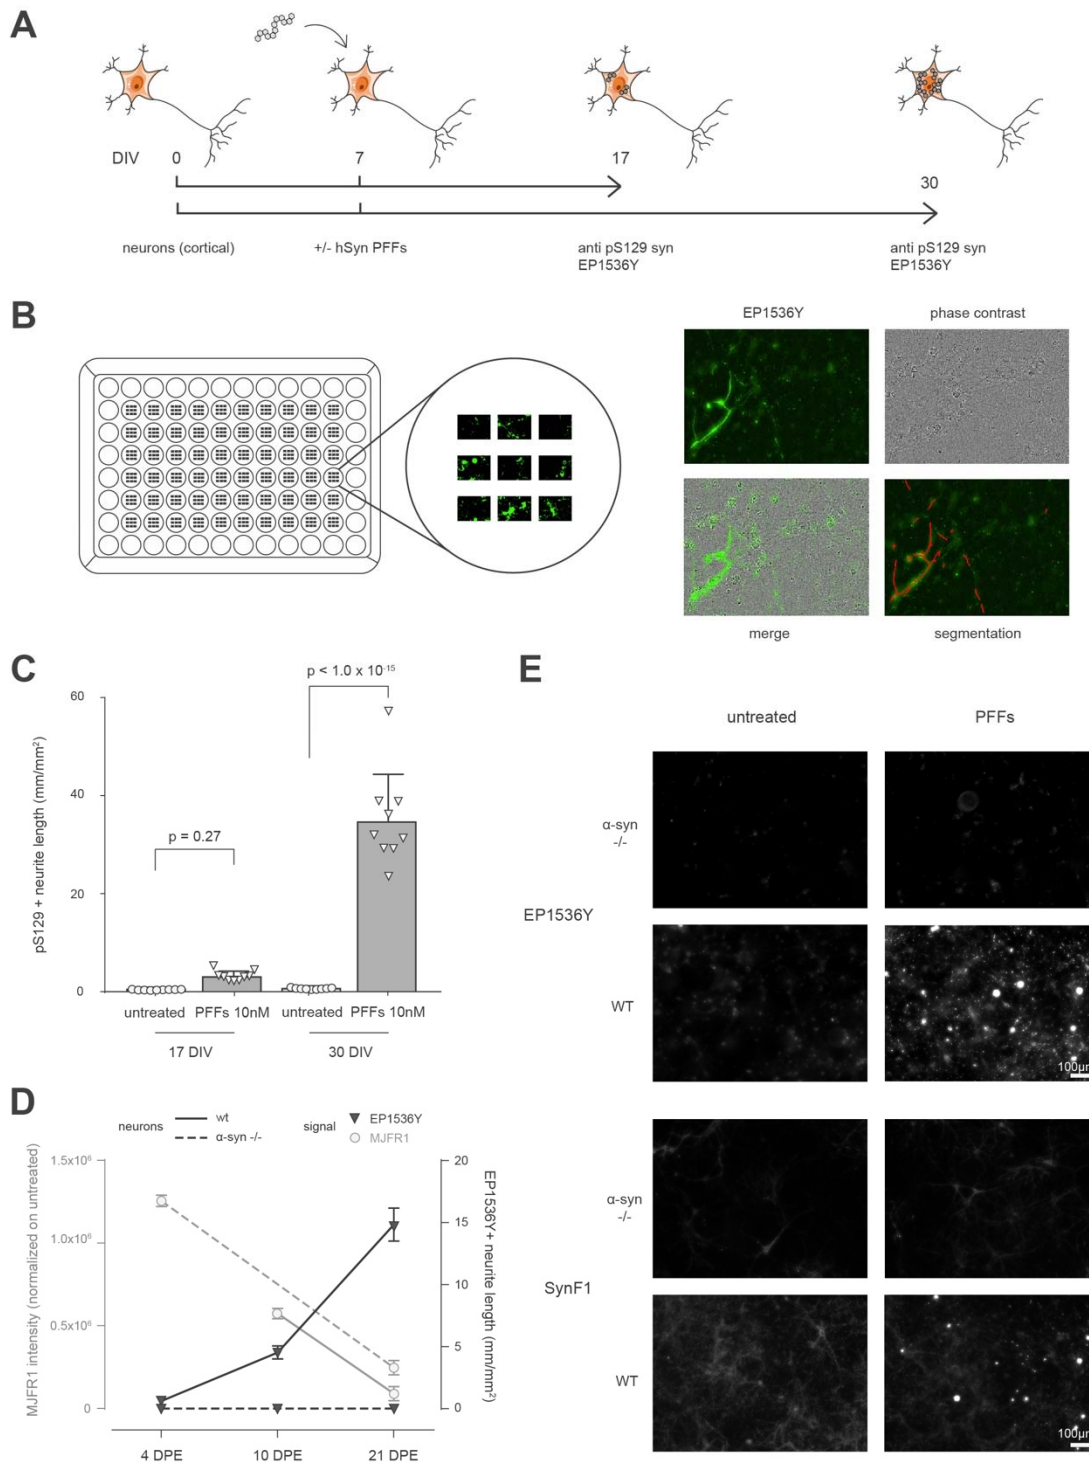 A
DIV 0 7 17
30
neurons (cortical) +/- hSyn PFFs anti pS129 syn anti pS129 syn
EP1536Y EP1536Y
B
EP1536Y phase contrast
merge segmentation
C
p < 1.0 x 10⁻¹⁵
p = 0.27
pS129 + neurite length (mm/mm²)
60
40
20
0
untreated PFFs 10nM untreated PFFs 10nM
17 DIV 30 DIV
D
neurons wt signal EP1536Y
α-syn -/- MJFR1
MJFR1 intensity (normalized on untreated)
1.5x10⁶
1.0x10⁶
0.5x10⁶
0
20
15
10
5
0
EP1536Y+ neurite length (mm/mm²)
4 DPE 10 DPE 21 DPE
E
untreated PFFs
α-syn
-/-
EP1536Y
WT
100µm
α-syn
-/-
SynF1
WT
100µm